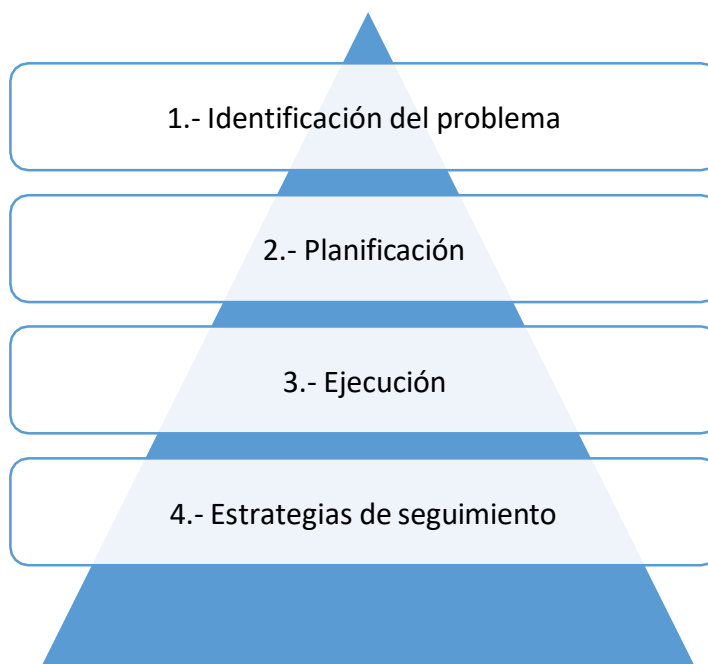 1.- Identificación del problema
2.- Planificación
3.- Ejecución
4.- Estrategias de seguimiento